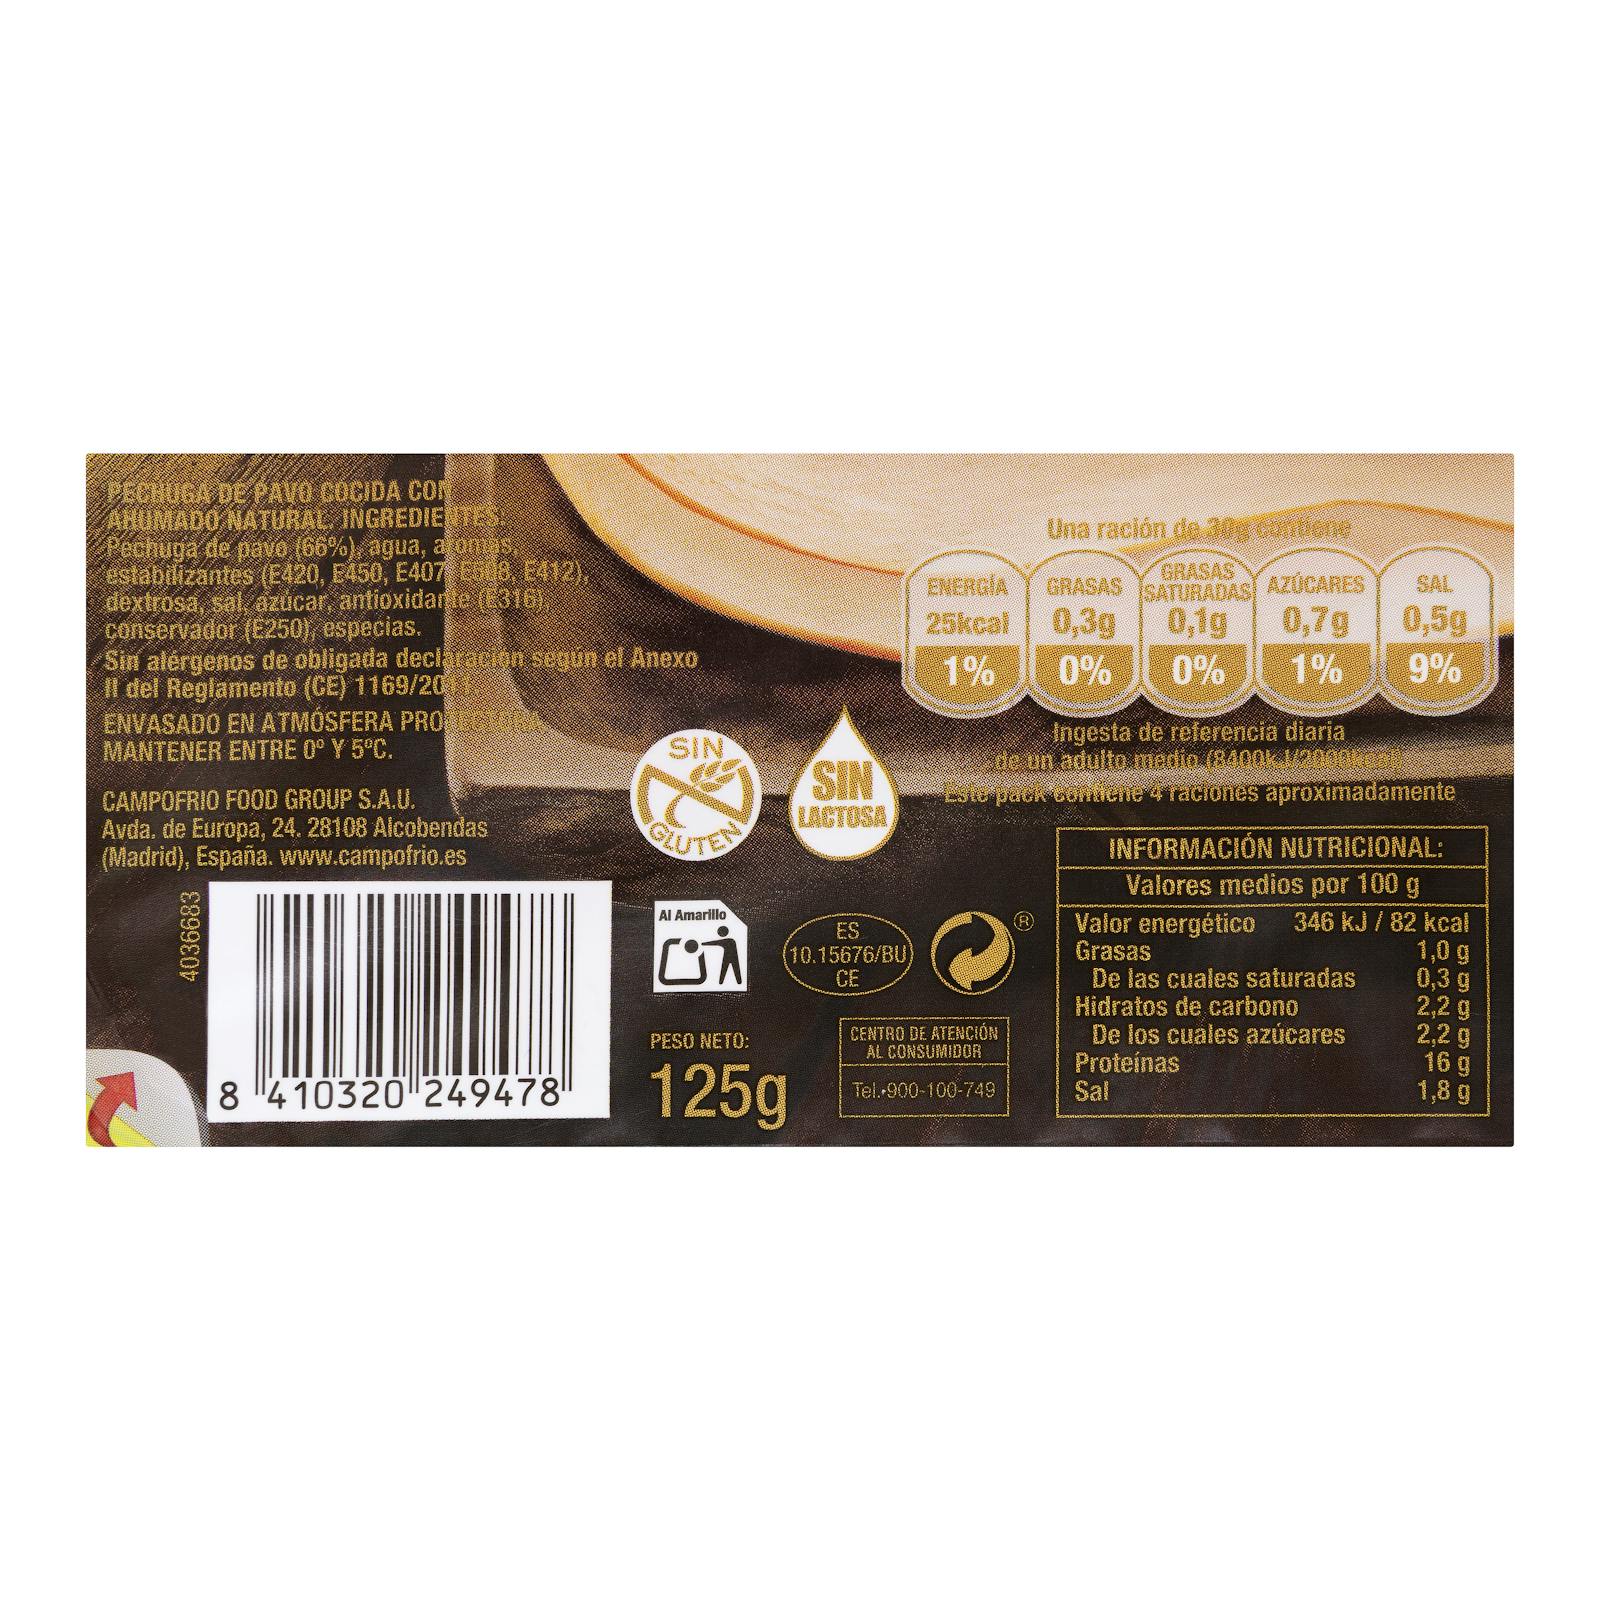 PECHUGA DE PAVO COCIDA CON
AHUMADO NATURAL. INGREDIENTES:
Pechuga de pavo (66%), agua, aromas,
estabilizantes (E420, E450, E407, E508, E412),
dextrosa, sal, azúcar, antioxidante (E316),
conservador (E250), especias.
Sin alérgenos de obligada declaración según el Anexo
II del Reglamento (CE) 1169/2011.
ENVASADO EN ATMÓSFERA PROTECTORA.
MANTENER ENTRE 0º Y 5ºC.
CAMPOFRIO FOOD GROUP S.A.U.
Avda. de Europa, 24. 28108 Alcobendas
(Madrid), España. www.campofrio.es
4036683
8 410320 249478
SIN
GLUTEN
SIN
LACTOSA
Al Amarillo
ES
10.15676/BU
CE
®
PESO NETO:
125g
CENTRO DE ATENCIÓN
AL CONSUMIDOR
Tel.•900-100-749
Una ración de 30g contiene
ENERGÍA
25kcal
1%
GRASAS
0,3g
0%
GRASAS
SATURADAS
0,1g
0%
AZÚCARES
0,7g
1%
SAL
0,5g
9%
Ingesta de referencia diaria
de un adulto medio (8400kJ/2000kcal)
Este pack contiene 4 raciones aproximadamente
INFORMACIÓN NUTRICIONAL:
Valores medios por 100 g
Valor energético 346 kJ / 82 kcal
Grasas 1,0 g
De las cuales saturadas 0,3 g
Hidratos de carbono 2,2 g
De los cuales azúcares 2,2 g
Proteínas 16 g
Sal 1,8 g